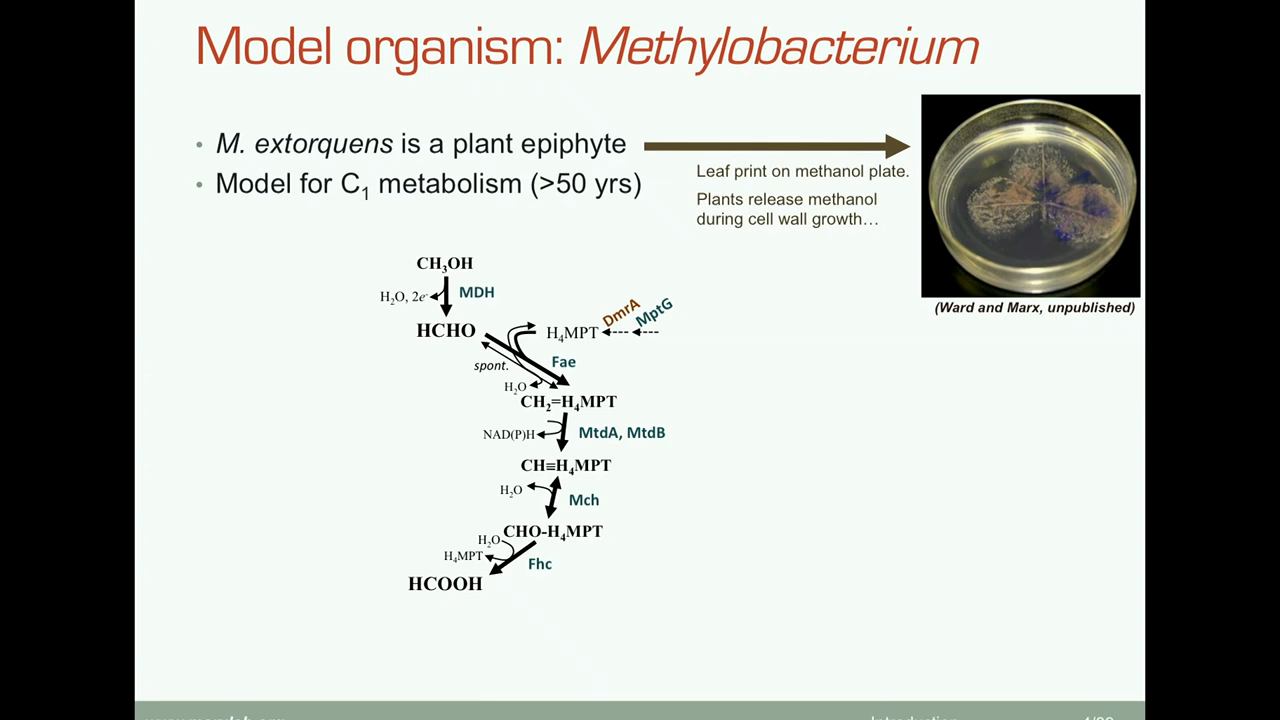 Model organism: Methylobacterium
• M. extorquens is a plant epiphyte
• Model for C₁ metabolism (>50 yrs)
Leaf print on methanol plate.
Plants release methanol
during cell wall growth…
(Ward and Marx, unpublished)
CH₃OH
H₂O, 2e⁻
MDH
HCHO
H₄MPT
DmrA
MptG
spont.
Fae
H₂O
CH₂=H₄MPT
NAD(P)H
MtdA, MtdB
CH≡H₄MPT
H₂O
Mch
CHO-H₄MPT
H₂O
H₄MPT
Fhc
HCOOH
Introduction